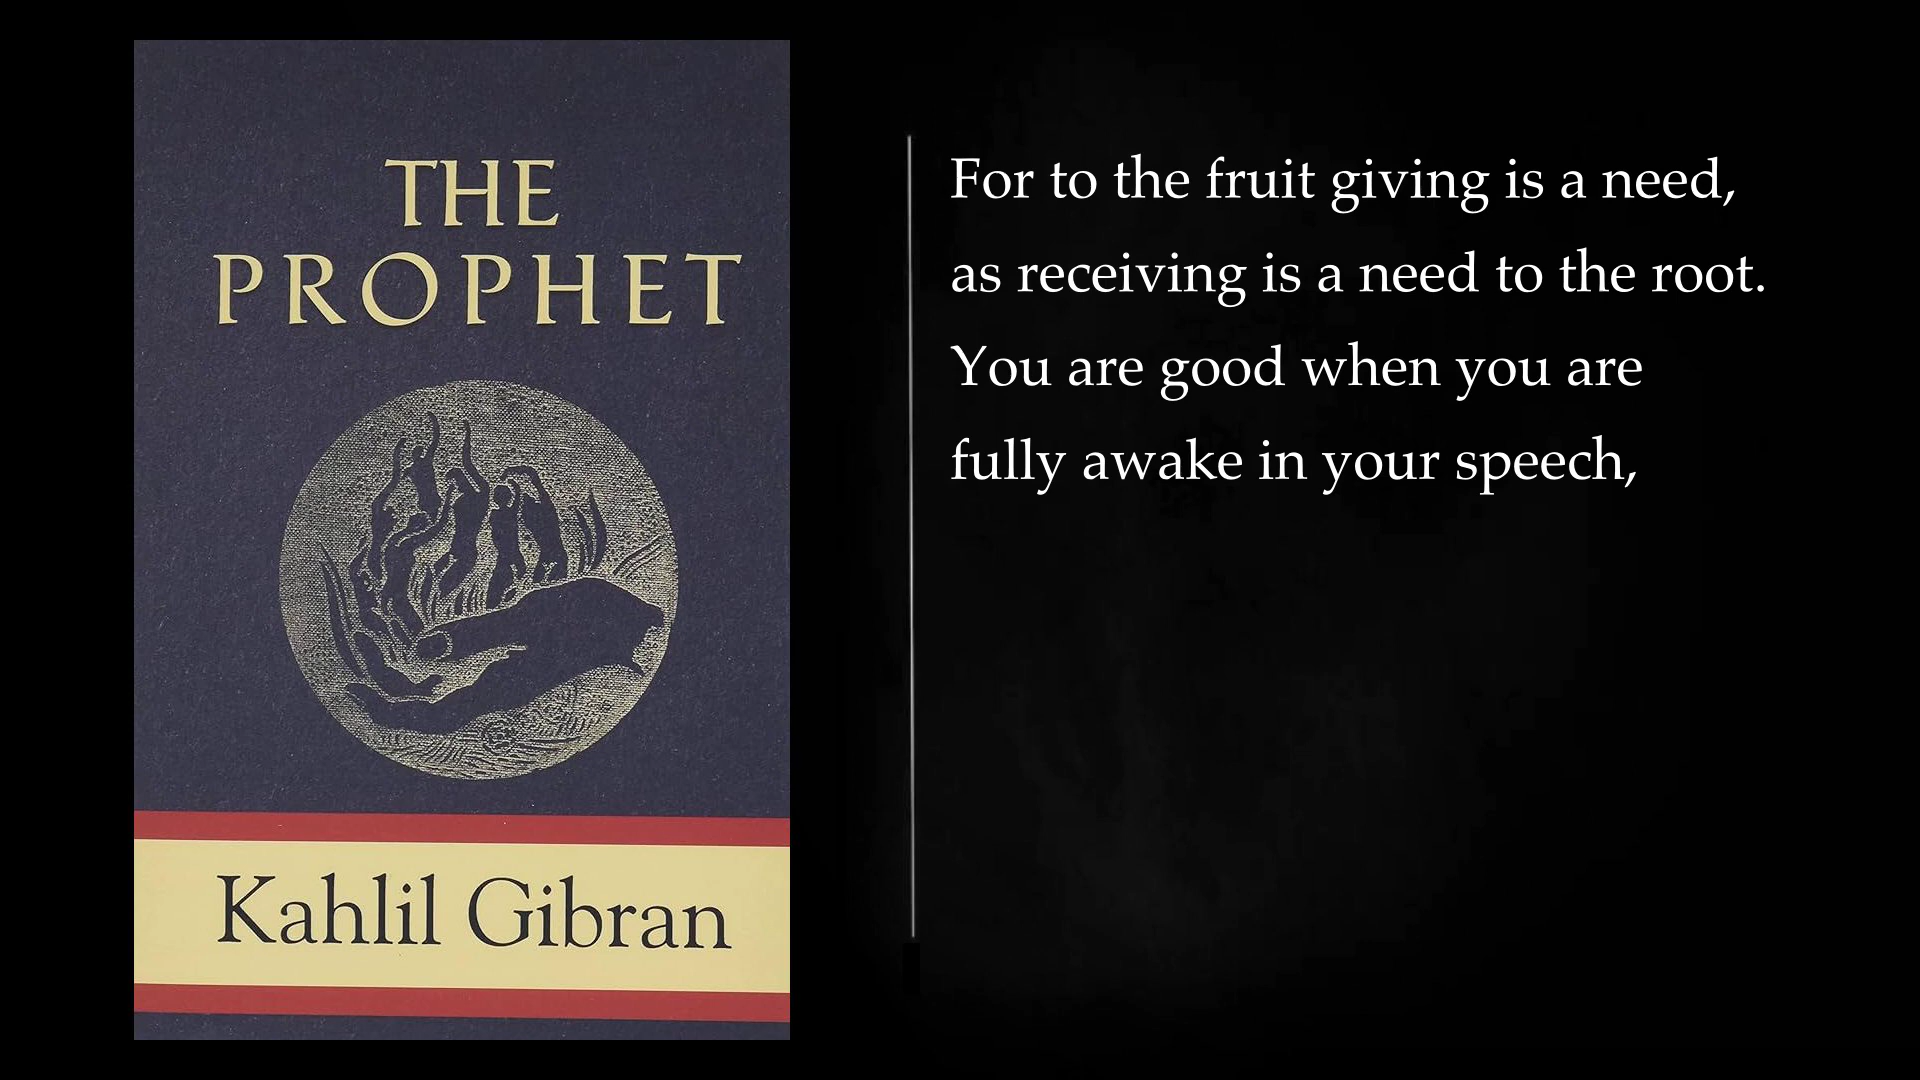 THE
PROPHET
Kahlil Gibran
For to the fruit giving is a need,
as receiving is a need to the root.
You are good when you are
fully awake in your speech,